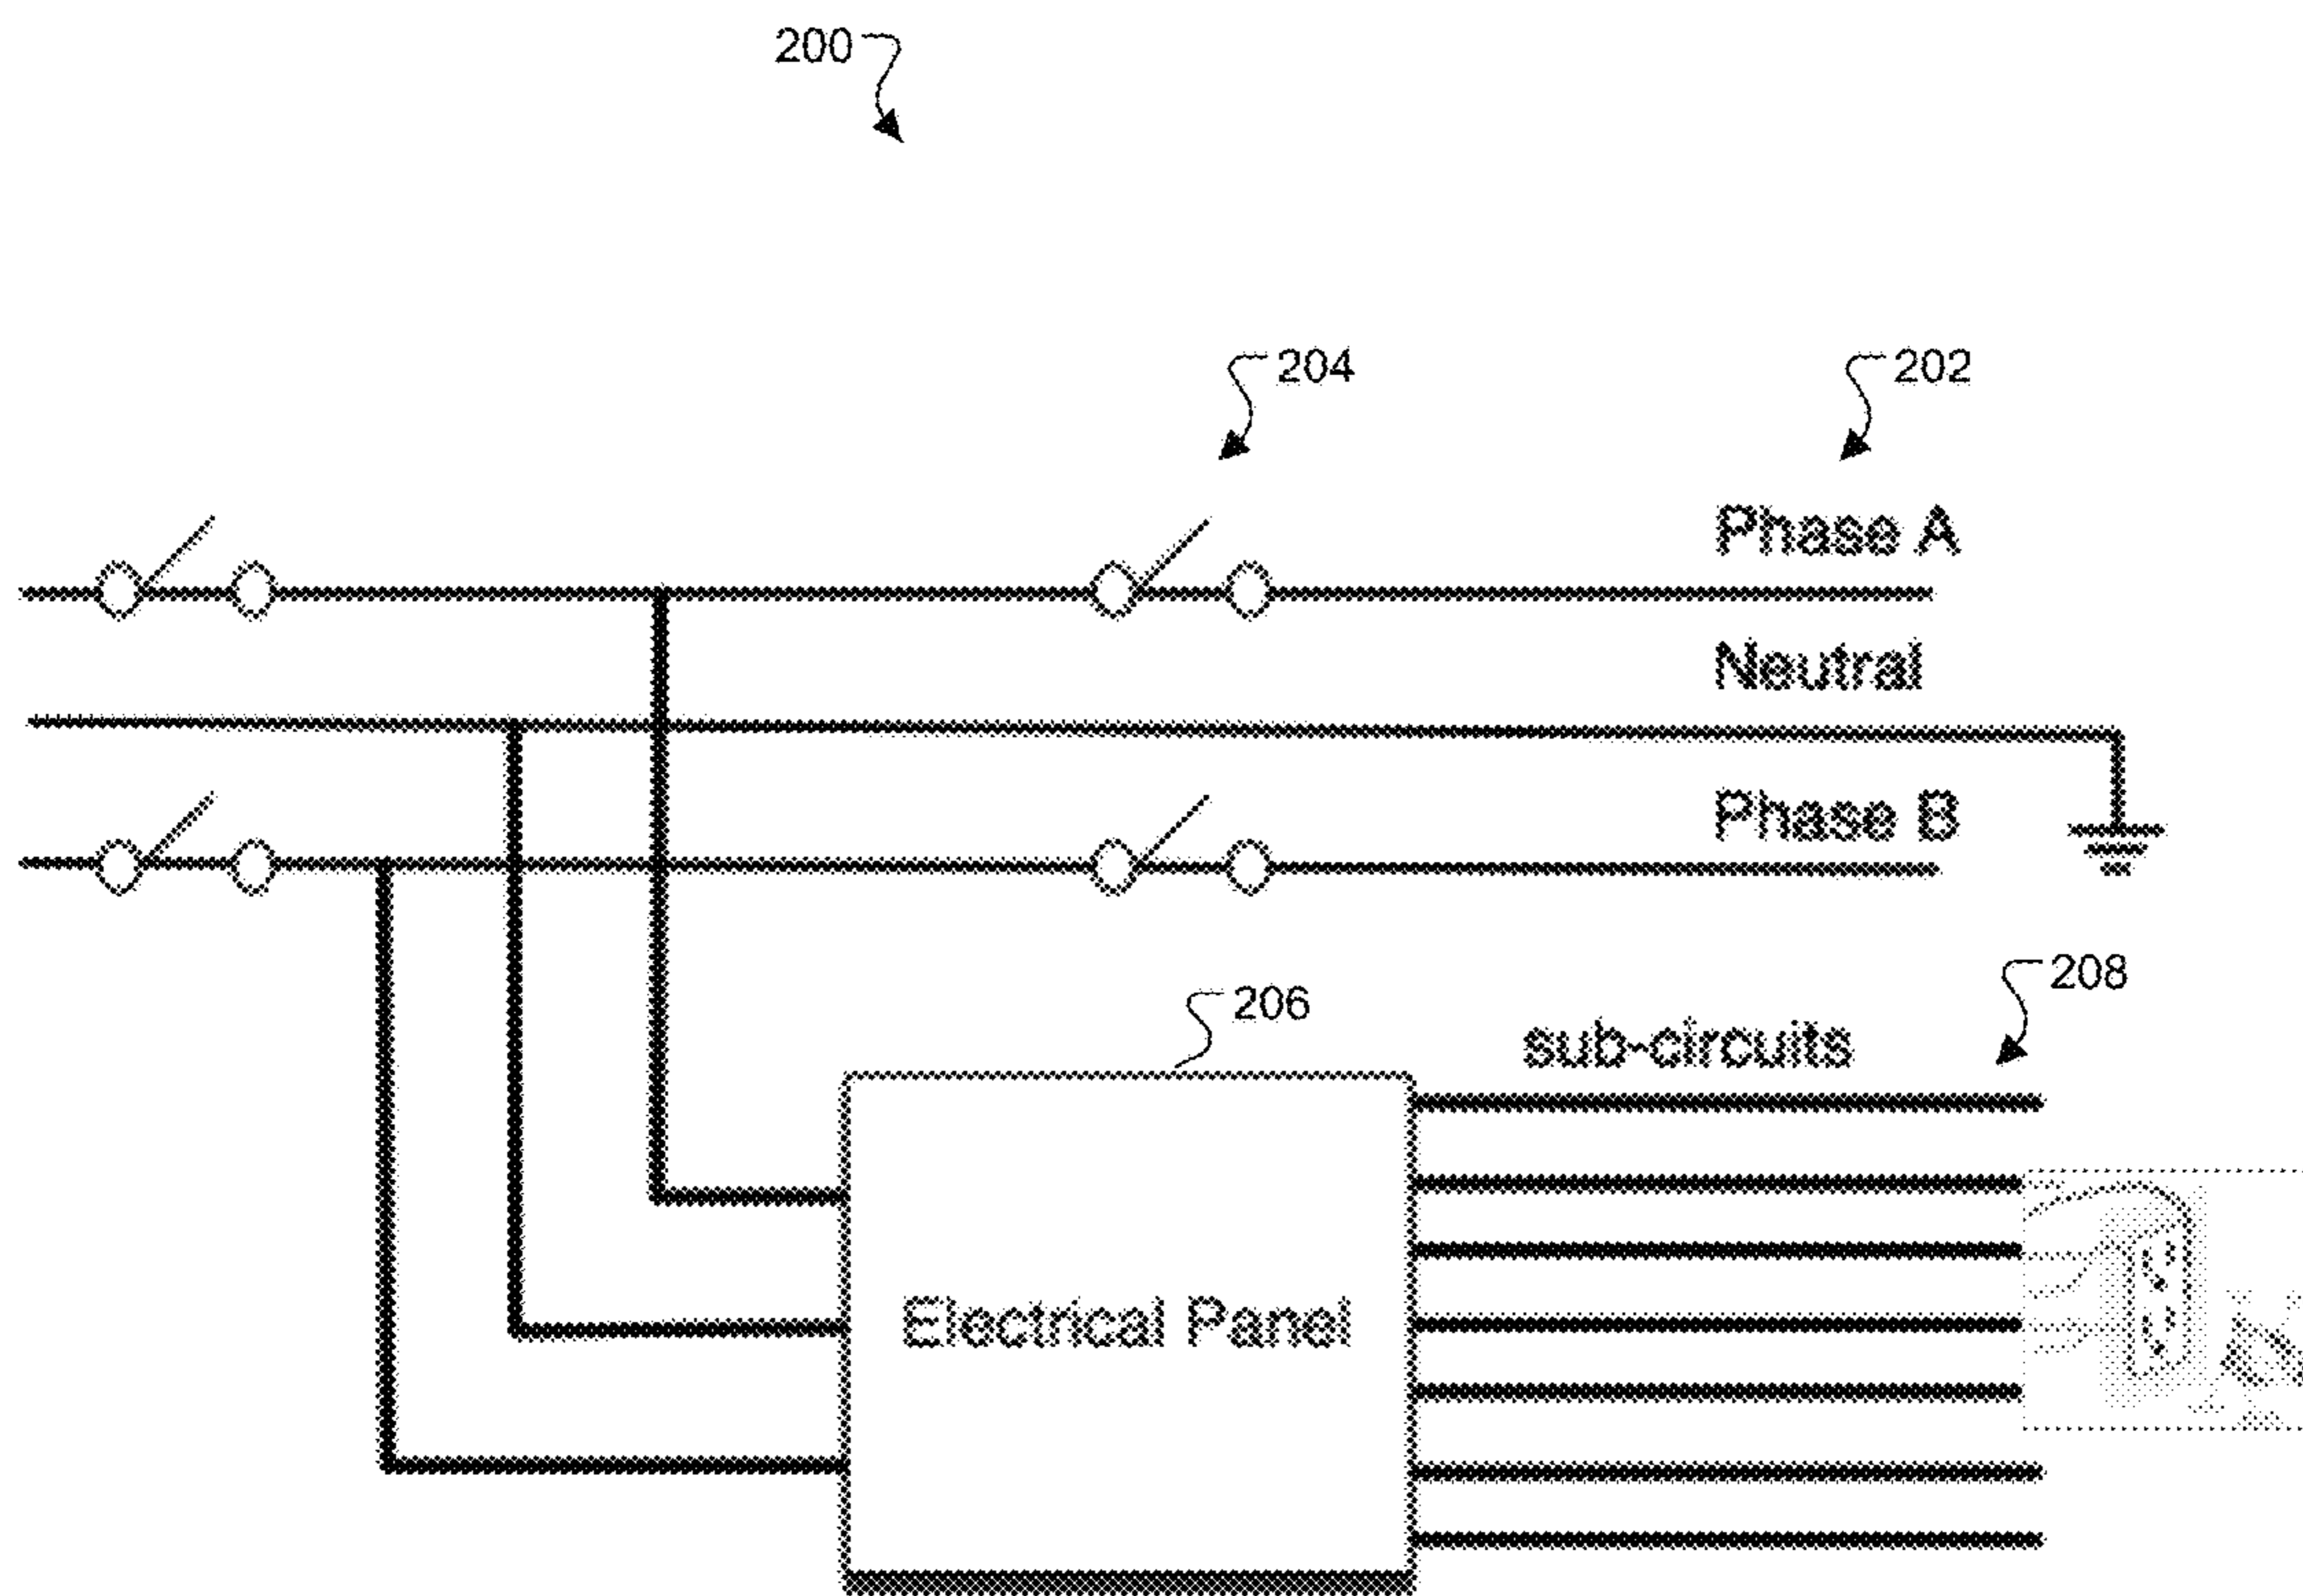 200
204
202
Phase A
Neutral
Phase B
208
206
sub-circuits
Electrical Panel